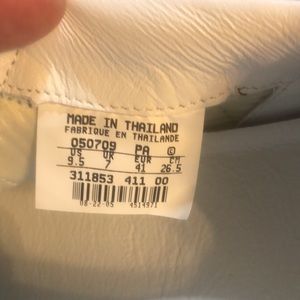 MADE IN THAILAND
FABRIQUE EN THAILANDE
050709 PA ©
US UK EUR CM
9.5 7 41 26.5
311853 411 00
08-22-05 4514971